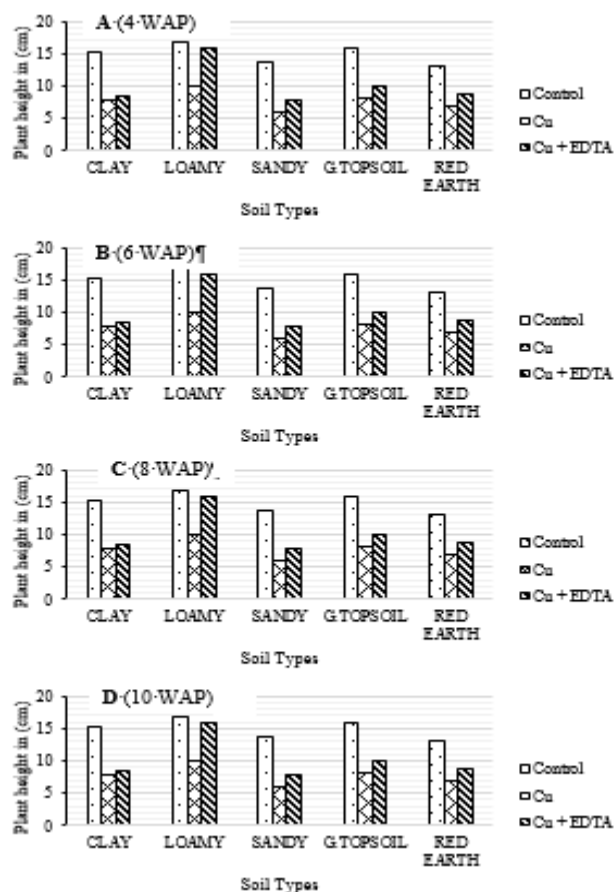 A·(4·WAP)
Plant height in (cm)
20
15
10
5
0
CLAY LOAMY SANDY G.TOPSOIL RED EARTH
Soil Types
Control
Cu
Cu + EDTA
B·(6·WAP)¶
Plant height in (cm)
20
15
10
5
0
CLAY LOAMY SANDY G.TOPSOIL RED EARTH
Soil Types
Control
Cu
Cu + EDTA
C·(8·WAP)
Plant height in (cm)
20
15
10
5
0
CLAY LOAMY SANDY G.TOPSOIL RED EARTH
Soil Types
Control
Cu
Cu + EDTA
D·(10·WAP)
Plant height in (cm)
20
15
10
5
0
CLAY LOAMY SANDY G.TOPSOIL RED EARTH
Soil Types
Control
Cu
Cu + EDTA